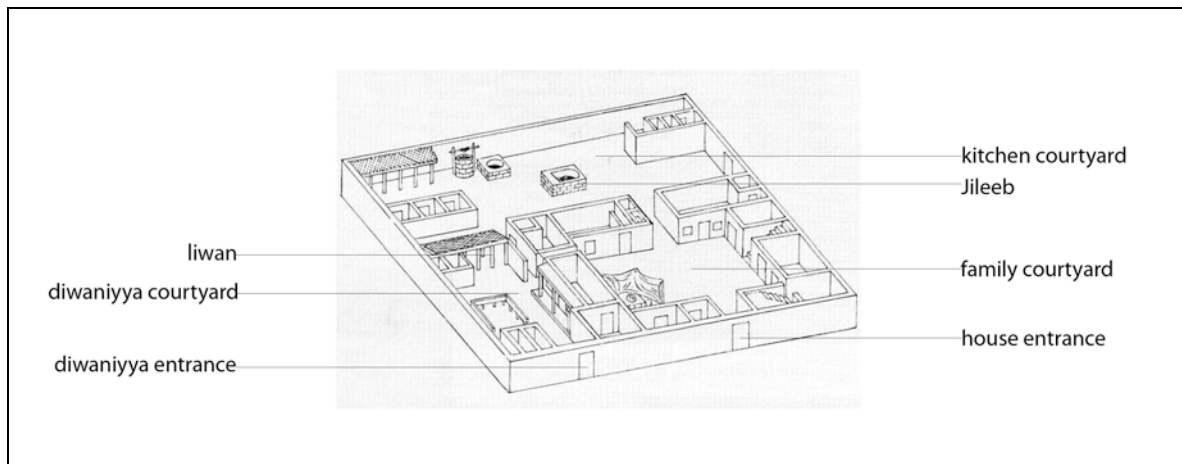 kitchen courtyard
Jileeb
liwan
family courtyard
diwaniyya courtyard
house entrance
diwaniyya entrance